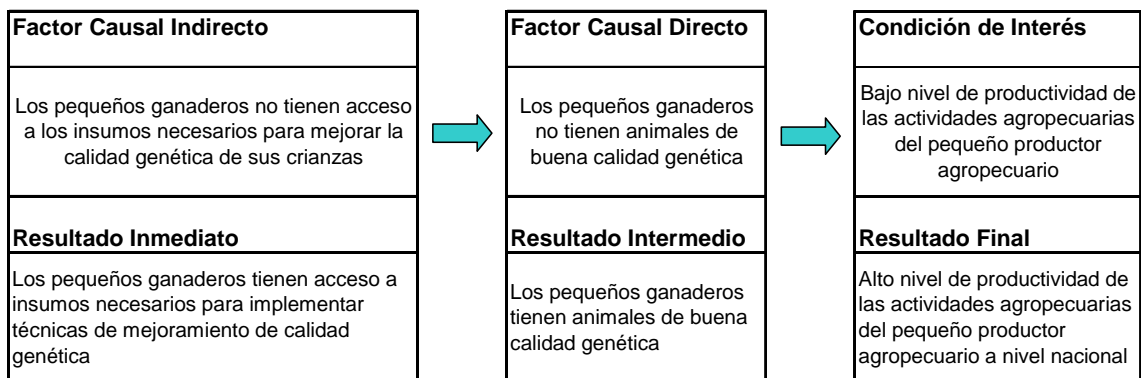 Factor Causal Indirecto
Los pequeños ganaderos no tienen acceso
a los insumos necesarios para mejorar la
calidad genética de sus crianzas
Resultado Inmediato
Los pequeños ganaderos tienen acceso a
insumos necesarios para implementar
técnicas de mejoramiento de calidad
genética
Factor Causal Directo
Los pequeños ganaderos
no tienen animales de
buena calidad genética
Resultado Intermedio
Los pequeños ganaderos
tienen animales de buena
calidad genética
Condición de Interés
Bajo nivel de productividad de
las actividades agropecuarias
del pequeño productor
agropecuario
Resultado Final
Alto nivel de productividad de
las actividades agropecuarias
del pequeño productor
agropecuario a nivel nacional